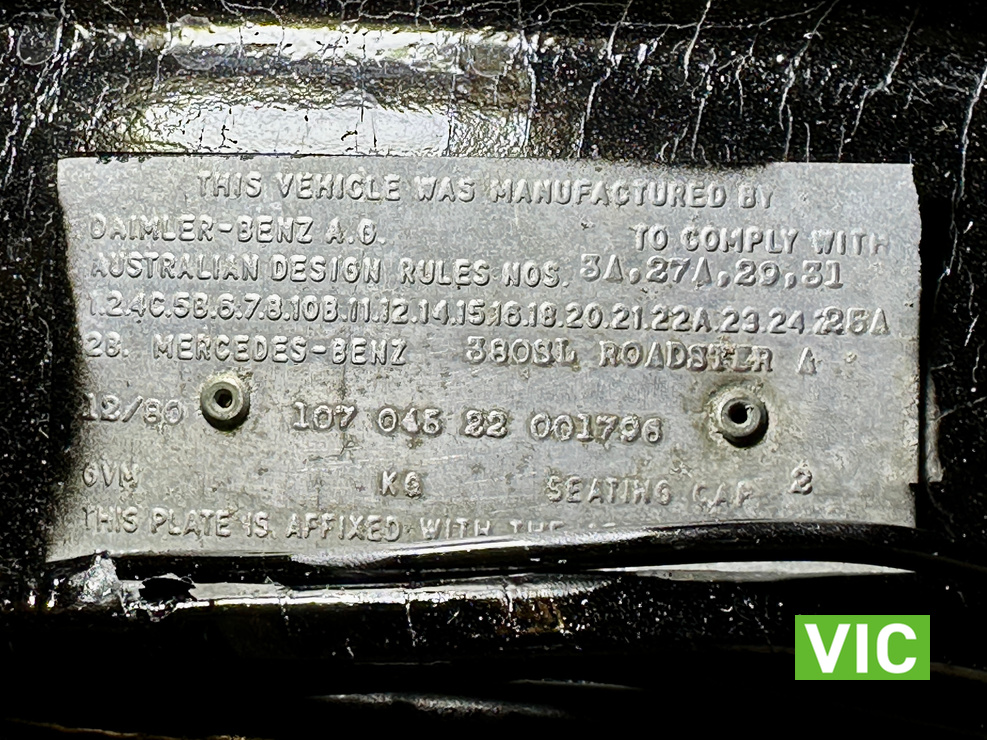 THIS VEHICLE WAS MANUFACTURED BY
DAIMLER-BENZ A.G. TO COMPLY WITH
AUSTRALIAN DESIGN RULES NOS. 3A,27A,29,31
1.2.4C.5B.6.7.8.10B.11.12.14.15.16.18.20.21.22A.23.24. 25A
28. MERCEDES-BENZ 380SL ROADSTER A
12/80 107 045 22 001796
GVM KG SEATING CAP 2
THIS PLATE IS AFFIXED WITH THE
VIC